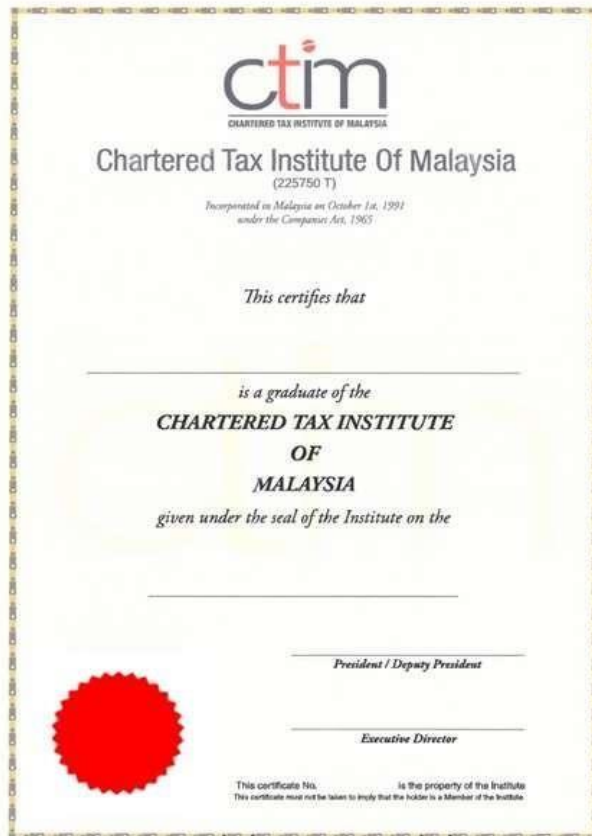 ctim
CHARTERED TAX INSTITUTE OF MALAYSIA
Chartered Tax Institute Of Malaysia
(225750 T)
Incorporated in Malaysia on October 1st, 1991
under the Companies Act, 1965
This certifies that
is a graduate of the
CHARTERED TAX INSTITUTE
OF
MALAYSIA
given under the seal of the Institute on the
President / Deputy President
Executive Director
This certificate No. is the property of the Institute
This certificate must not be taken to imply that the holder is a Member of the Institute.